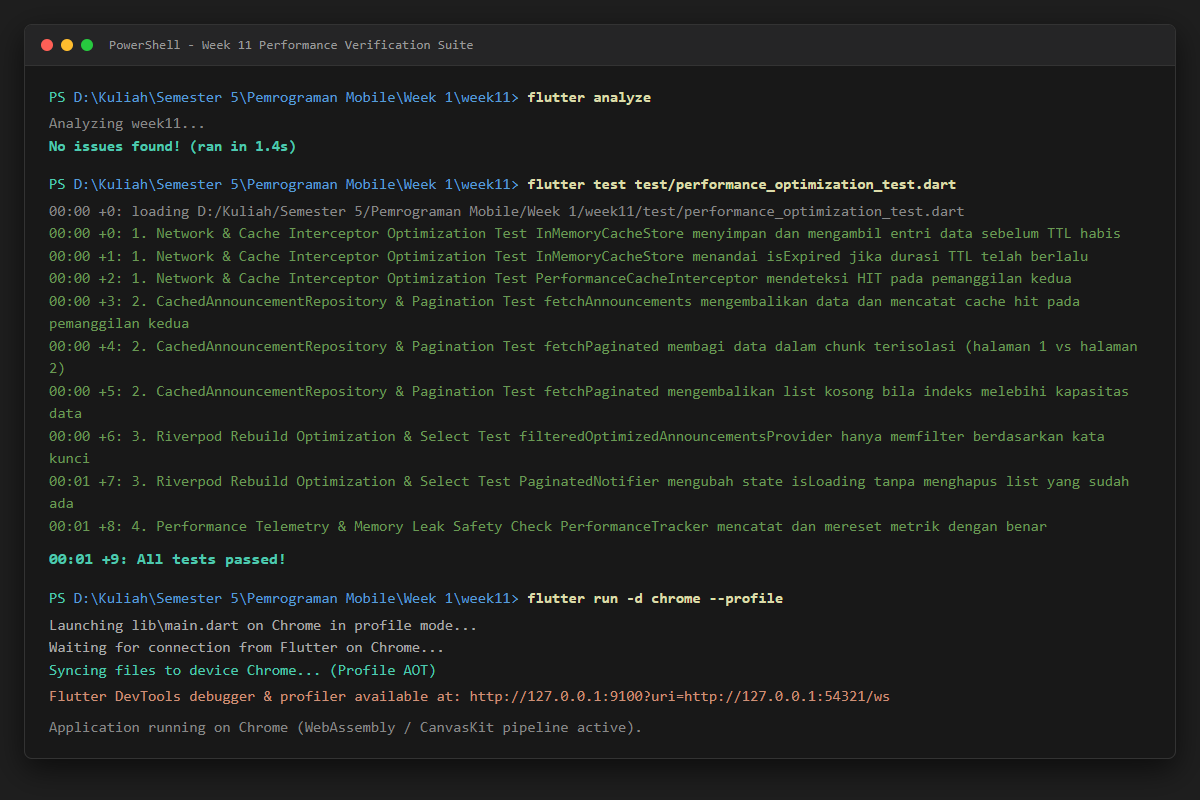 PowerShell - Week 11 Performance Verification Suite
PS D:\Kuliah\Semester 5\Pemrograman Mobile\Week 1\week11> flutter analyze
Analyzing week11...
No issues found! (ran in 1.4s)
PS D:\Kuliah\Semester 5\Pemrograman Mobile\Week 1\week11> flutter test test/performance_optimization_test.dart
00:00 +0: loading D:/Kuliah/Semester 5/Pemrograman Mobile/Week 1/week11/test/performance_optimization_test.dart
00:00 +0: 1. Network & Cache Interceptor Optimization Test InMemoryCacheStore menyimpan dan mengambil entri data sebelum TTL habis
00:00 +1: 1. Network & Cache Interceptor Optimization Test InMemoryCacheStore menandai isExpired jika durasi TTL telah berlalu
00:00 +2: 1. Network & Cache Interceptor Optimization Test PerformanceCacheInterceptor mendeteksi HIT pada pemanggilan kedua
00:00 +3: 2. CachedAnnouncementRepository & Pagination Test fetchAnnouncements mengembalikan data dan mencatat cache hit pada
pemanggilan kedua
00:00 +4: 2. CachedAnnouncementRepository & Pagination Test fetchPaginated membagi data dalam chunk terisolasi (halaman 1 vs halaman
2)
00:00 +5: 2. CachedAnnouncementRepository & Pagination Test fetchPaginated mengembalikan list kosong bila indeks melebihi kapasitas
data
00:00 +6: 3. Riverpod Rebuild Optimization & Select Test filteredOptimizedAnnouncementsProvider hanya memfilter berdasarkan kata
kunci
00:01 +7: 3. Riverpod Rebuild Optimization & Select Test PaginatedNotifier mengubah state isLoading tanpa menghapus list yang sudah
ada
00:01 +8: 4. Performance Telemetry & Memory Leak Safety Check PerformanceTracker mencatat dan mereset metrik dengan benar
00:01 +9: All tests passed!
PS D:\Kuliah\Semester 5\Pemrograman Mobile\Week 1\week11> flutter run -d chrome --profile
Launching lib\main.dart on Chrome in profile mode...
Waiting for connection from Flutter on Chrome...
Syncing files to device Chrome... (Profile AOT)
Flutter DevTools debugger & profiler available at: http://127.0.0.1:9100?uri=http://127.0.0.1:54321/ws
Application running on Chrome (WebAssembly / CanvasKit pipeline active).